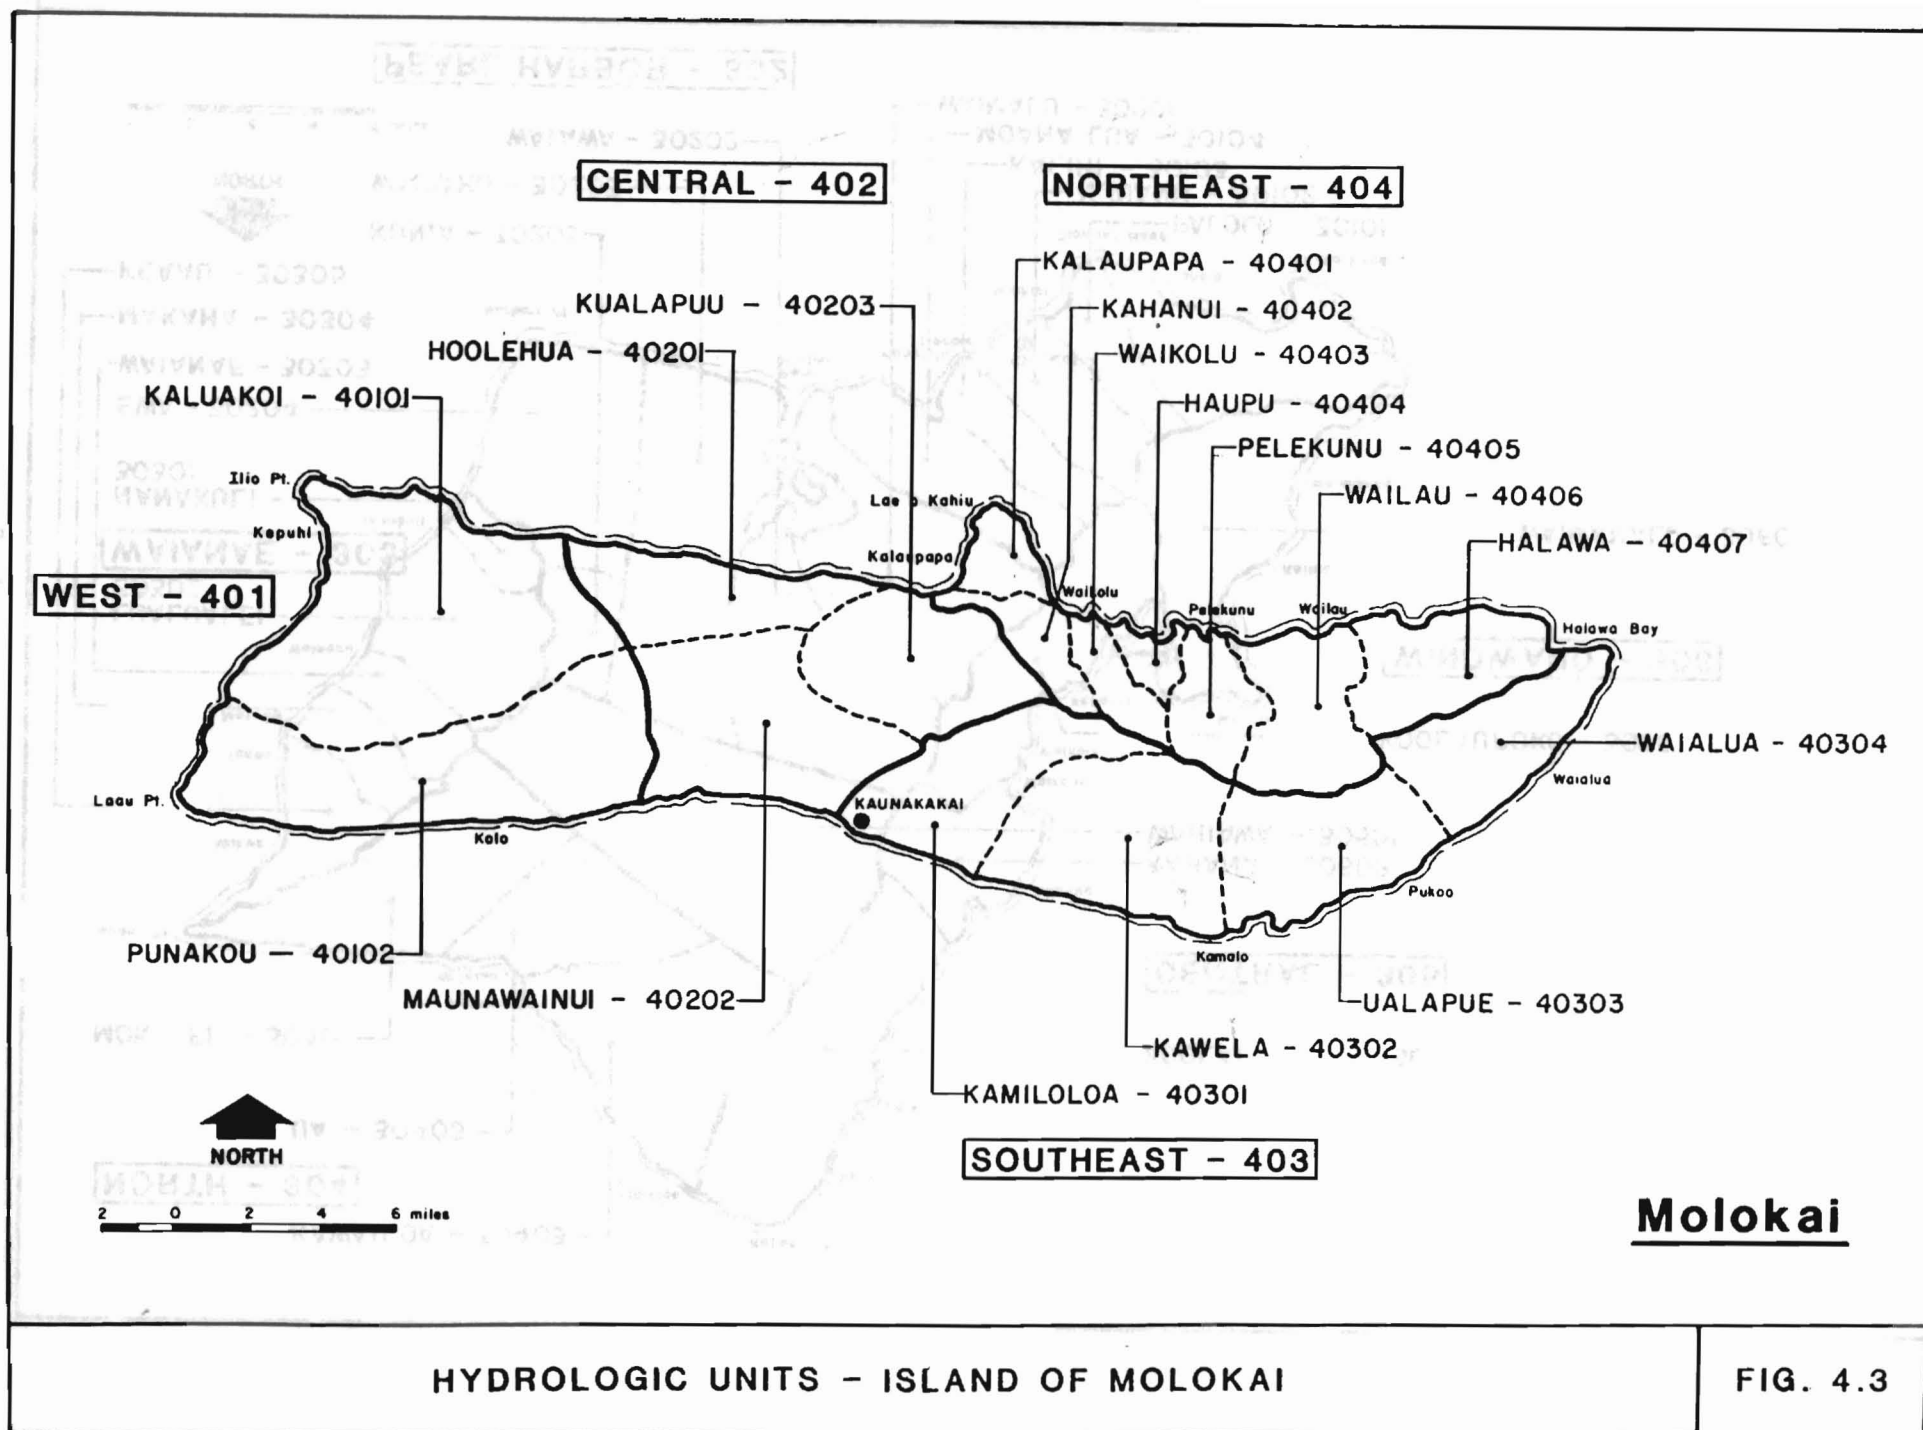 CENTRAL - 402
NORTHEAST - 404
KALAUPAPA - 40401
KUALAPUU - 40203
KAHANUI - 40402
HOOLEHUA - 40201
WAIKOLU - 40403
KALUAKOI - 40101
HAUPU - 40404
PELEKUNU - 40405
WAILAU - 40406
HALAWA - 40407
Ilio Pt.
Kepuhi
Kalaupapa
Waikolu
Pelekunu
Wailau
Halawa Bay
WEST - 401
WAIALUA - 40304
Waialua
Laau Pt.
Kolo
KAUNAKAKAI
Pukoo
Kamalo
PUNAKOU - 40102
MAUNAWAINUI - 40202
UALAPUE - 40303
KAWELA - 40302
KAMILOLOA - 40301
SOUTHEAST - 403
NORTH
2 0 2 4 6 miles
Molokai
HYDROLOGIC UNITS - ISLAND OF MOLOKAI
FIG. 4.3